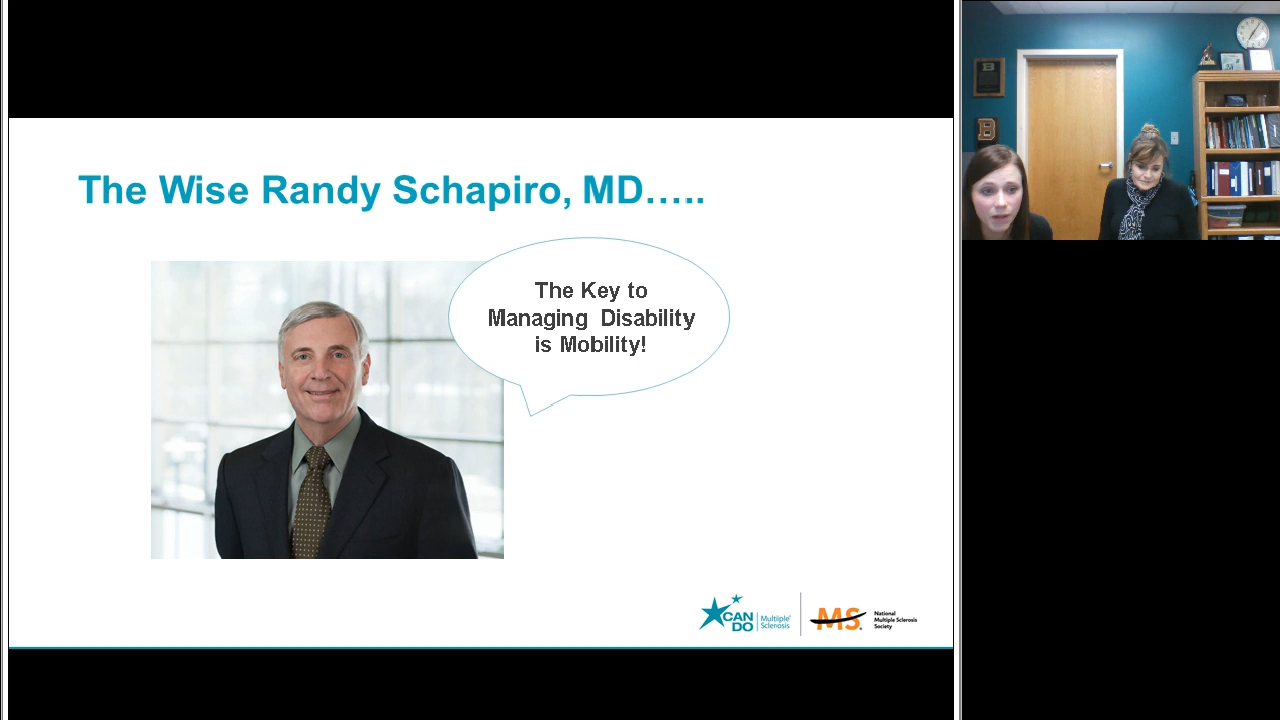 The Wise Randy Schapiro, MD…..
The Key to
Managing Disability
is Mobility!
CAN
DO
Multiple
Sclerosis
MS
National
Multiple Sclerosis
Society
B